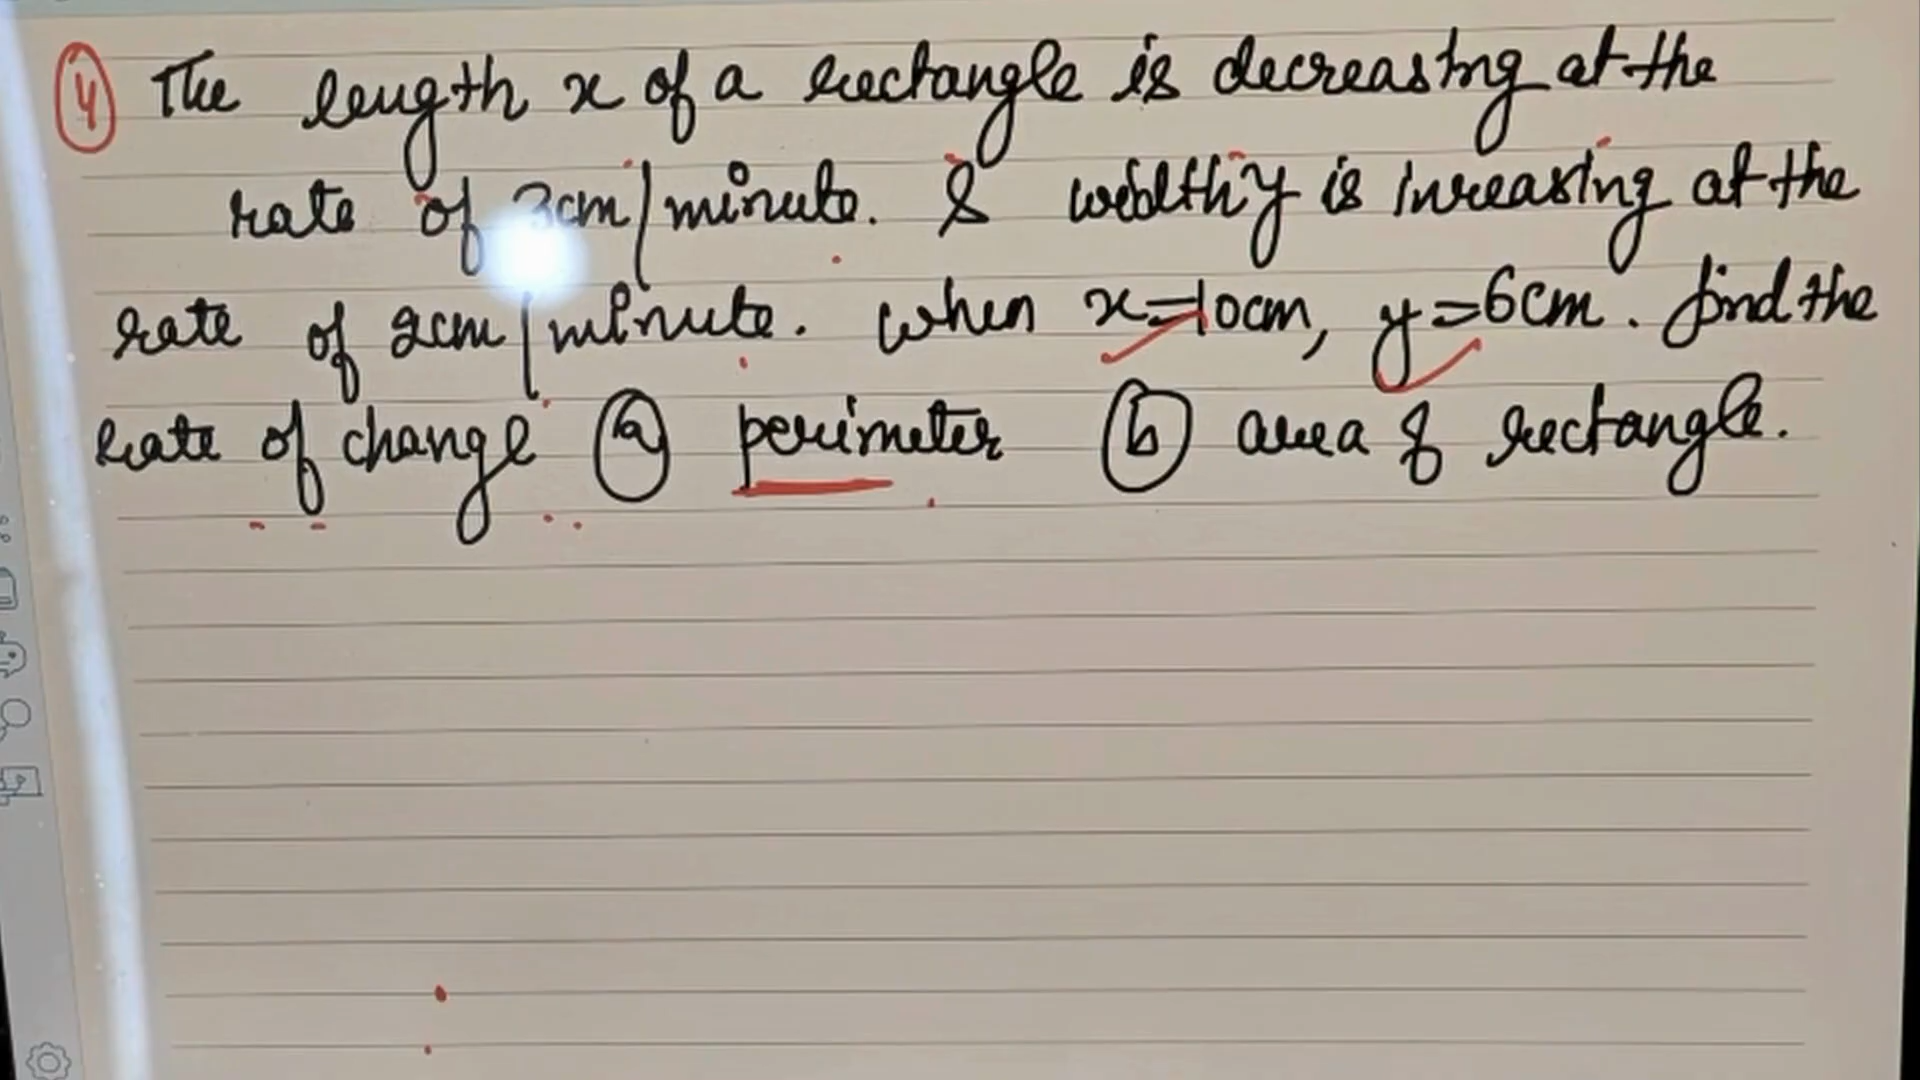 ④ The length x of a rectangle is decreasing at the
rate of 3cm/minute. & width y is increasing at the
rate of 2cm/minute. when x=10cm, y=6cm. find the
rate of change ⓐ perimeter ⓑ area of rectangle.